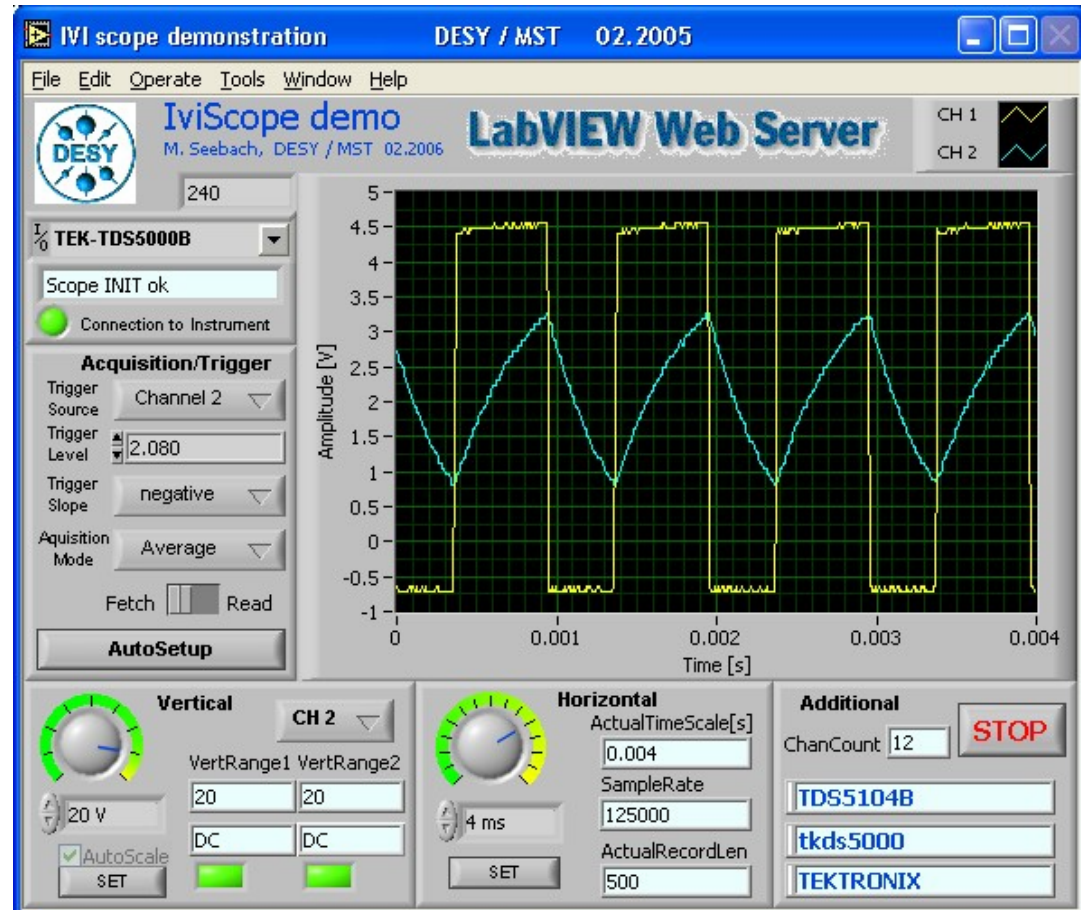 IVI scope demonstration DESY / MST 02.2005
File Edit Operate Tools Window Help
IviScope demo
M. Seebach, DESY / MST 02.2006
LabVIEW Web Server
CH 1
CH 2
DESY
240
I/O TEK-TDS5000B
Scope INIT ok
Connection to Instrument
Acquisition/Trigger
Trigger Source Channel 2
Trigger Level 2.080
Trigger Slope negative
Aquisition Mode Average
Fetch Read
AutoSetup
Amplitude [V]
5
4.5
4
3.5
3
2.5
2
1.5
1
0.5
0
-0.5
-1
0 0.001 0.002 0.003 0.004
Time [s]
Vertical
CH 2
VertRange1 VertRange2
20 20
DC DC
20 V
AutoScale
SET
Horizontal
ActualTimeScale[s]
0.004
SampleRate
125000
ActualRecordLen
500
4 ms
SET
Additional
ChanCount 12
STOP
TDS5104B
tkds5000
TEKTRONIX